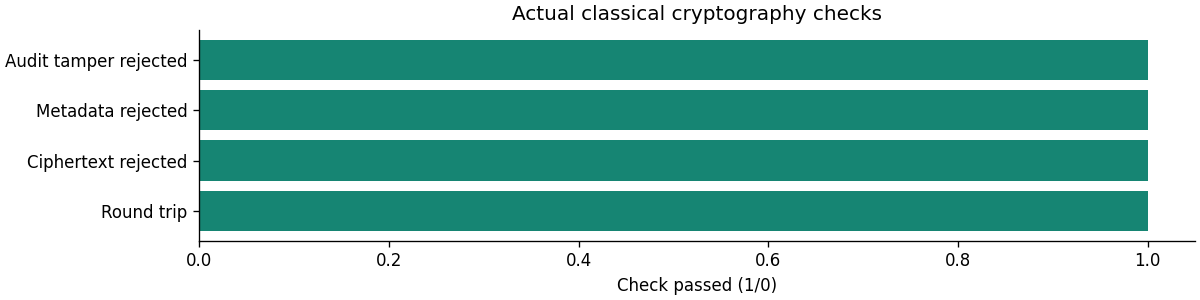 Actual classical cryptography checks
Audit tamper rejected
Metadata rejected
Ciphertext rejected
Round trip
0.0 0.2 0.4 0.6 0.8 1.0
Check passed (1/0)